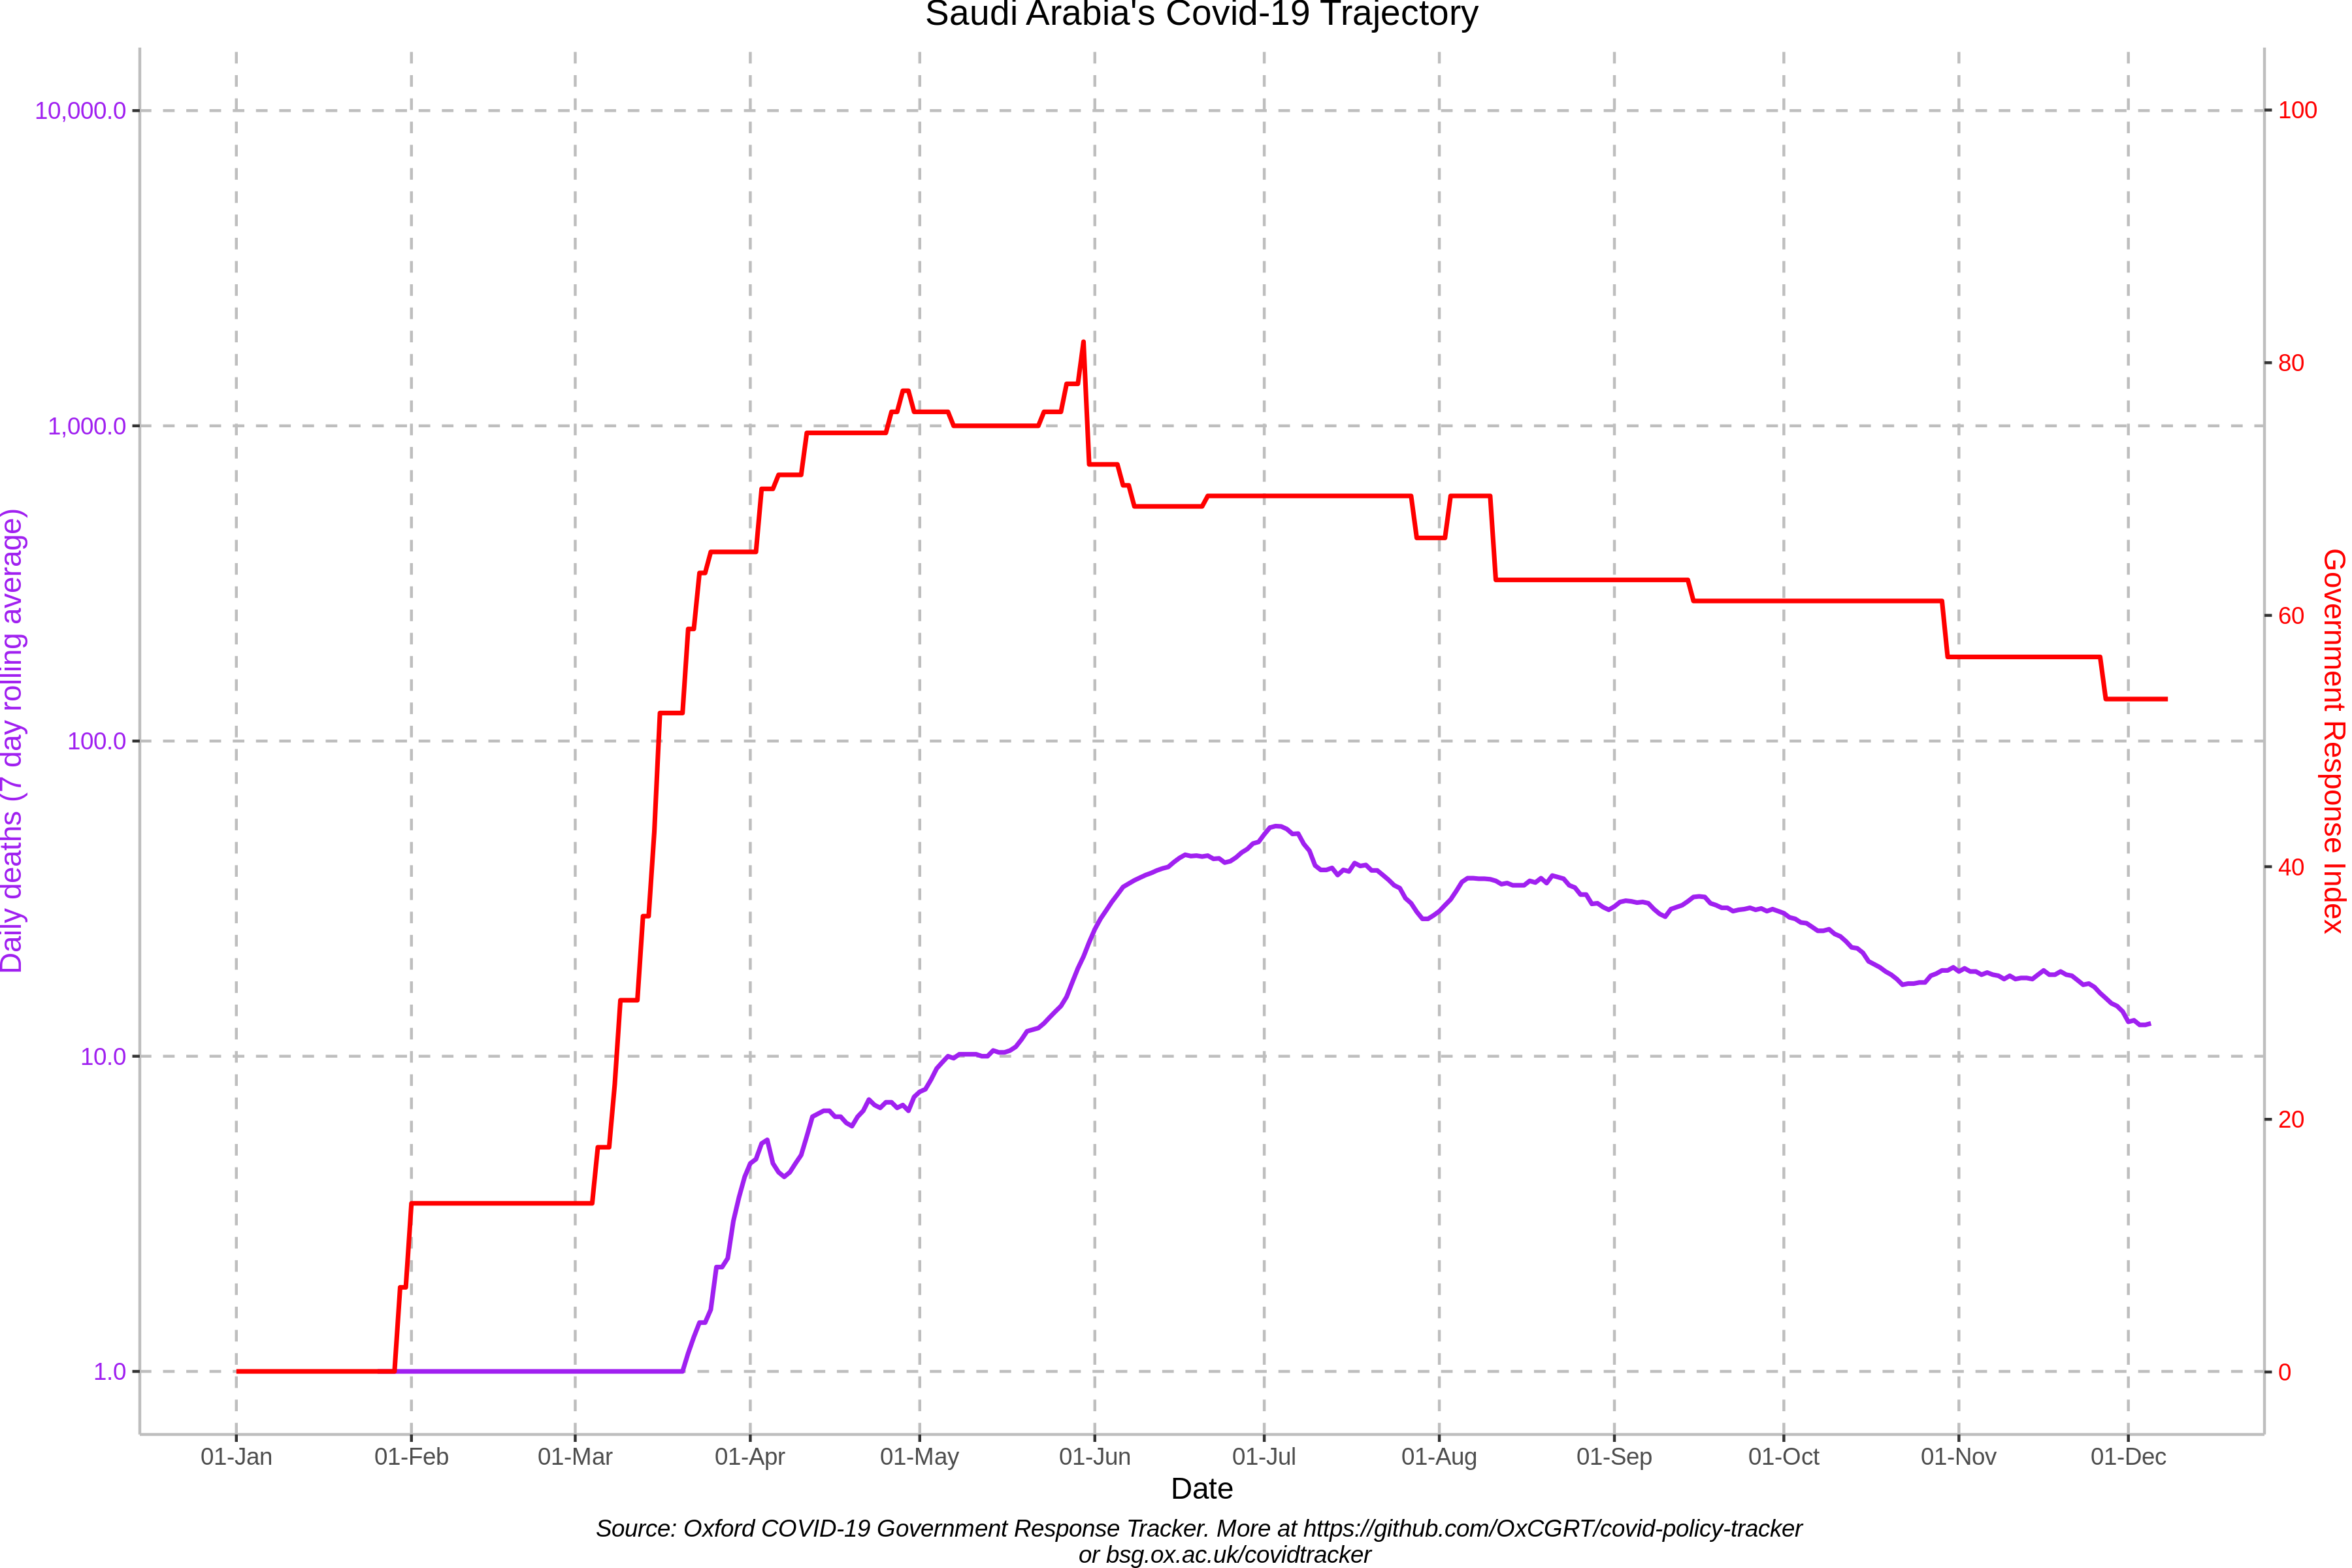 Saudi Arabia's Covid-19 Trajectory
Daily deaths (7 day rolling average)
10,000.0
1,000.0
100.0
10.0
1.0
100
80
60
40
20
0
Government Response Index
01-Jan 01-Feb 01-Mar 01-Apr 01-May 01-Jun 01-Jul 01-Aug 01-Sep 01-Oct 01-Nov 01-Dec
Date
Source: Oxford COVID-19 Government Response Tracker. More at https://github.com/OxCGRT/covid-policy-tracker
or bsg.ox.ac.uk/covidtracker